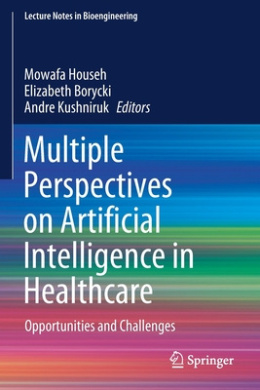 Lecture Notes in Bioengineering
Mowafa Househ
Elizabeth Borycki
Andre Kushniruk Editors
Multiple
Perspectives
on Artificial
Intelligence in
Healthcare
Opportunities and Challenges
Springer